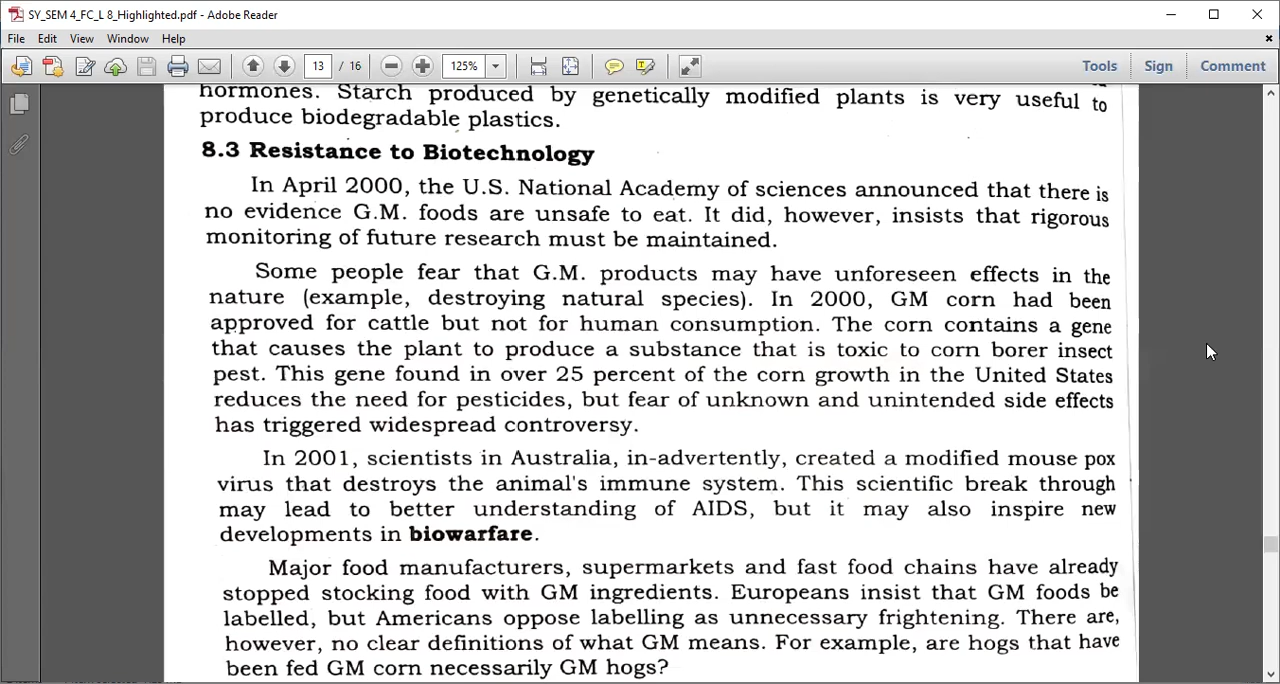 SY_SEM 4_FC_L 8_Highlighted.pdf - Adobe Reader
File Edit View Window Help
13 / 16 125% Tools Sign Comment
hormones. Starch produced by genetically modified plants is very useful to
produce biodegradable plastics.
8.3 Resistance to Biotechnology
In April 2000, the U.S. National Academy of sciences announced that there is
no evidence G.M. foods are unsafe to eat. It did, however, insists that rigorous
monitoring of future research must be maintained.
Some people fear that G.M. products may have unforeseen effects in the
nature (example, destroying natural species). In 2000, GM corn had been
approved for cattle but not for human consumption. The corn contains a gene
that causes the plant to produce a substance that is toxic to corn borer insect
pest. This gene found in over 25 percent of the corn growth in the United States
reduces the need for pesticides, but fear of unknown and unintended side effects
has triggered widespread controversy.
In 2001, scientists in Australia, in-advertently, created a modified mouse pox
virus that destroys the animal's immune system. This scientific break through
may lead to better understanding of AIDS, but it may also inspire new
developments in biowarfare.
Major food manufacturers, supermarkets and fast food chains have already
stopped stocking food with GM ingredients. Europeans insist that GM foods be
labelled, but Americans oppose labelling as unnecessary frightening. There are,
however, no clear definitions of what GM means. For example, are hogs that have
been fed GM corn necessarily GM hogs?